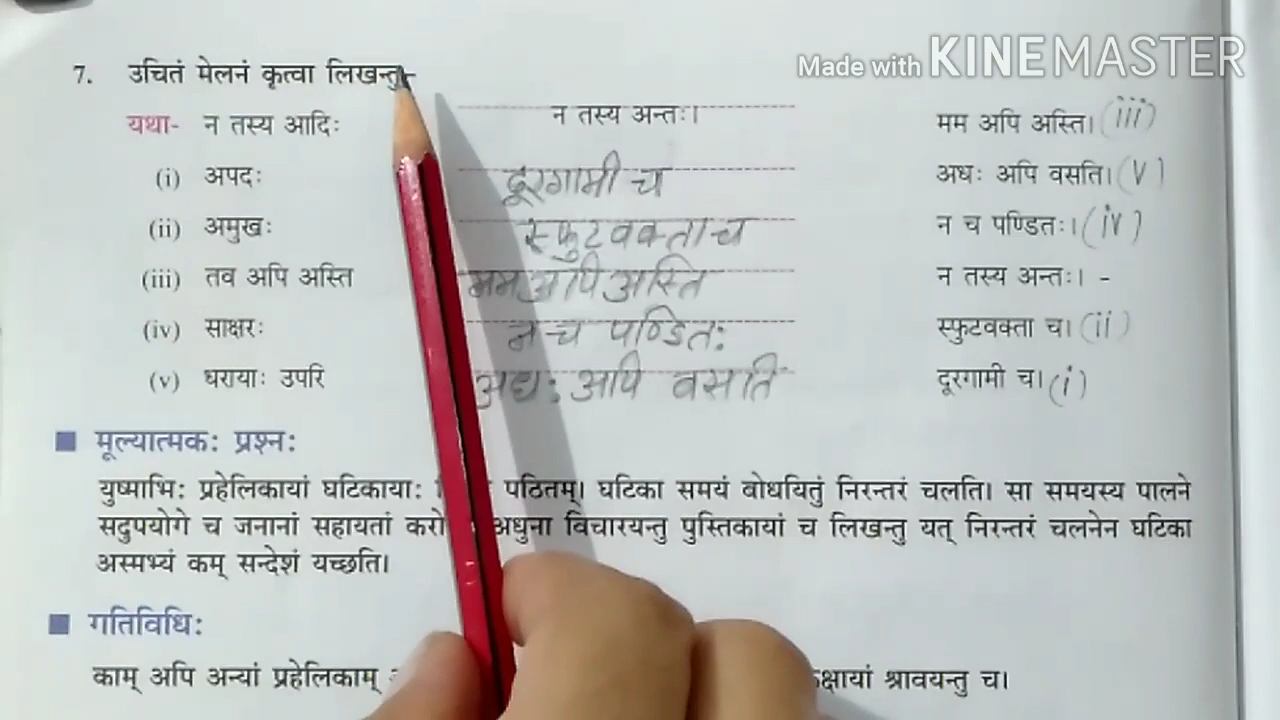 Made with KINEMASTER
7. उचितं मेलनं कृत्वा लिखन्तु-
यथा- न तस्य आदिः न तस्य अन्तः। मम अपि अस्ति। (iii)
(i) अपदः दूरगामी च अधः अपि वसति। (V)
(ii) अमुखः स्फुटवक्ता च न च पण्डितः। (iv)
(iii) तव अपि अस्ति मम अपि अस्ति न तस्य अन्तः। -
(iv) साक्षरः न च पण्डितः स्फुटवक्ता च। (ii)
(v) धरायाः उपरि अधः अपि वसति दूरगामी च। (i)
मूल्यात्मकः प्रश्नः
युष्माभिः प्रहेलिकायां घटिकायाः पठितम्। घटिका समयं बोधयितुं निरन्तरं चलति। सा समयस्य पालने
सदुपयोगे च जनानां सहायतां अधुना विचारयन्तु पुस्तिकायां च लिखन्तु यत् निरन्तरं चलनेन घटिका
अस्मभ्यं कम् सन्देशं यच्छति।
गतिविधिः
काम् अपि अन्यां प्रहेलिकाम् श्रावयन्तु च।